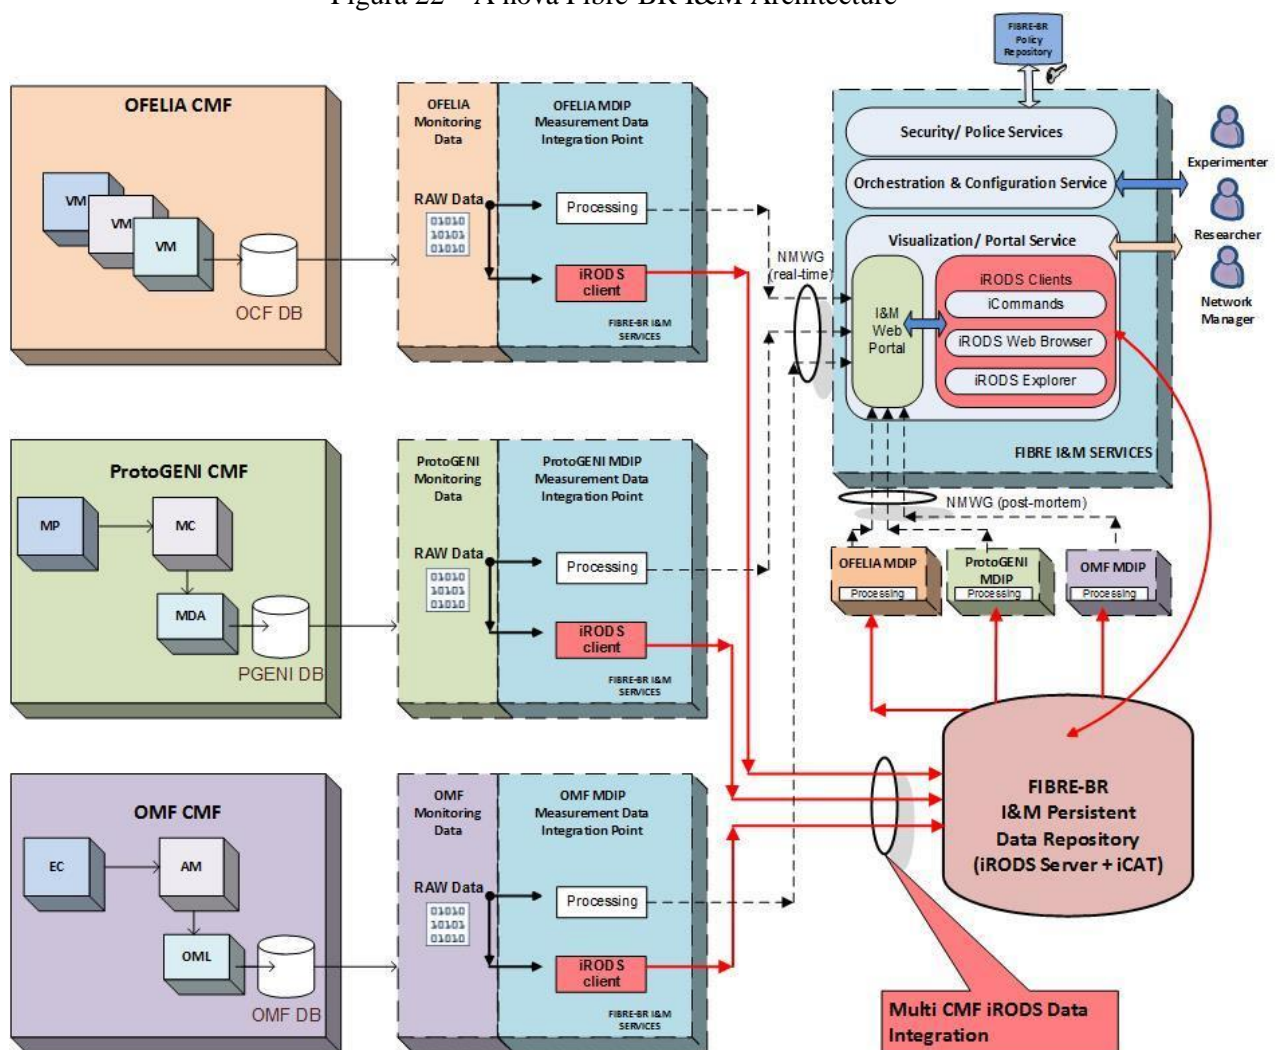 Figura 22 – A nova Fibre-BR I&M Architecture
FIBRE-BR
Policy
Repository
OFELIA CMF
VM
VM
VM
OCF DB
OFELIA
Monitoring
Data
RAW Data
01010
10101
01010
OFELIA MDIP
Measurement Data
Integration Point
Processing
iRODS
client
FIBRE-BR I&M
SERVICES
NMWG
(real-time)
Security/ Police Services
Orchestration & Configuration Service
Visualization/ Portal Service
I&M
Web
Portal
iRODS Clients
iCommands
iRODS Web Browser
iRODS Explorer
FIBRE I&M SERVICES
Experimenter
Researcher
Network
Manager
ProtoGENI CMF
MP
MC
MDA
PGENI DB
ProtoGENI
Monitoring
Data
RAW Data
01010
10101
01010
ProtoGENI MDIP
Measurement Data
Integration Point
Processing
iRODS
client
FIBRE-BR I&M
SERVICES
NMWG (post-mortem)
OFELIA MDIP
Processing
ProtoGENI
MDIP
Processing
OMF MDIP
Processing
OMF CMF
EC
AM
OML
OMF DB
OMF
Monitoring
Data
RAW Data
01010
10101
01010
OMF MDIP
Measurement Data
Integration Point
Processing
iRODS
client
FIBRE-BR I&M
SERVICES
FIBRE-BR
I&M Persistent
Data Repository
(iRODS Server + iCAT)
Multi CMF iRODS Data
Integration